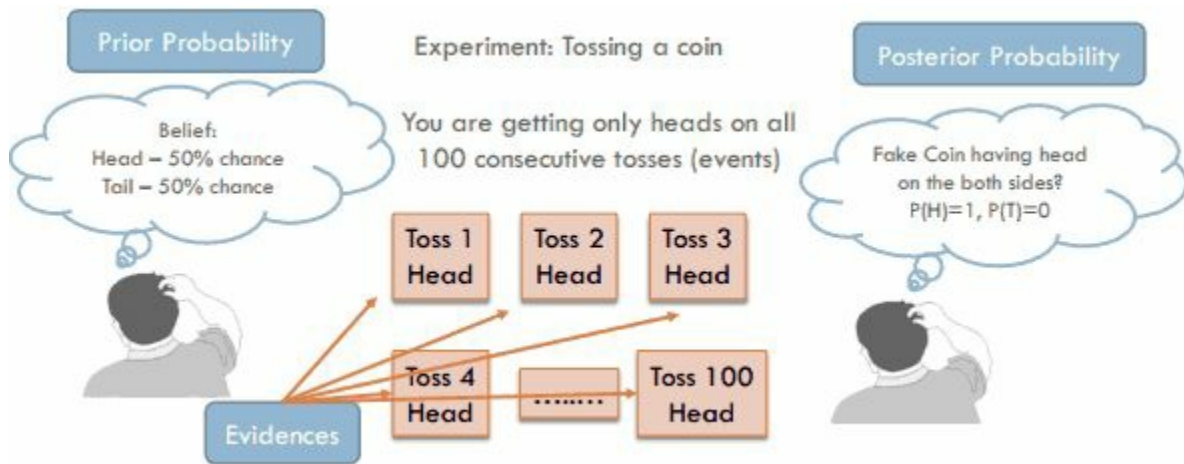 Prior Probability
Experiment: Tossing a coin
Posterior Probability
Belief:
Head – 50% chance
Tail – 50% chance
You are getting only heads on all
100 consecutive tosses (events)
Fake Coin having head
on the both sides?
P(H)=1, P(T)=0
Toss 1
Head
Toss 2
Head
Toss 3
Head
Toss 4
Head
........
Toss 100
Head
Evidences